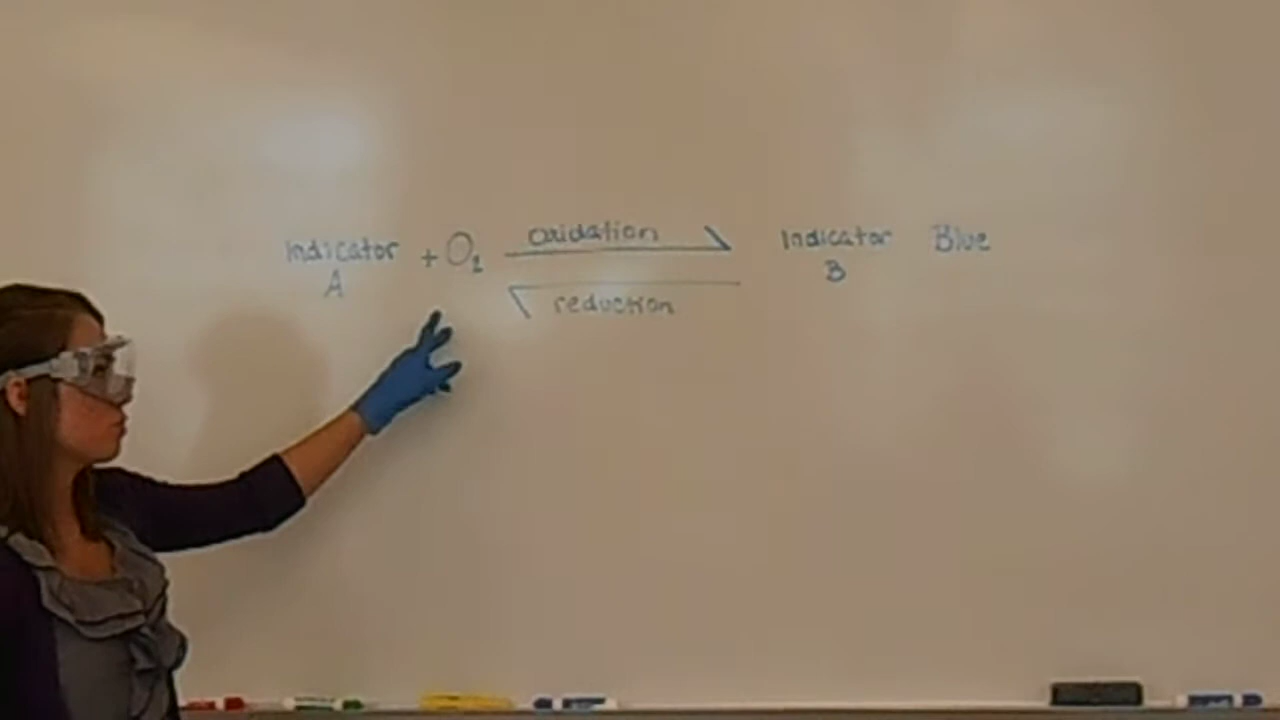 oxidation
Indicator + O₂ Indicator Blue
A B
reduction